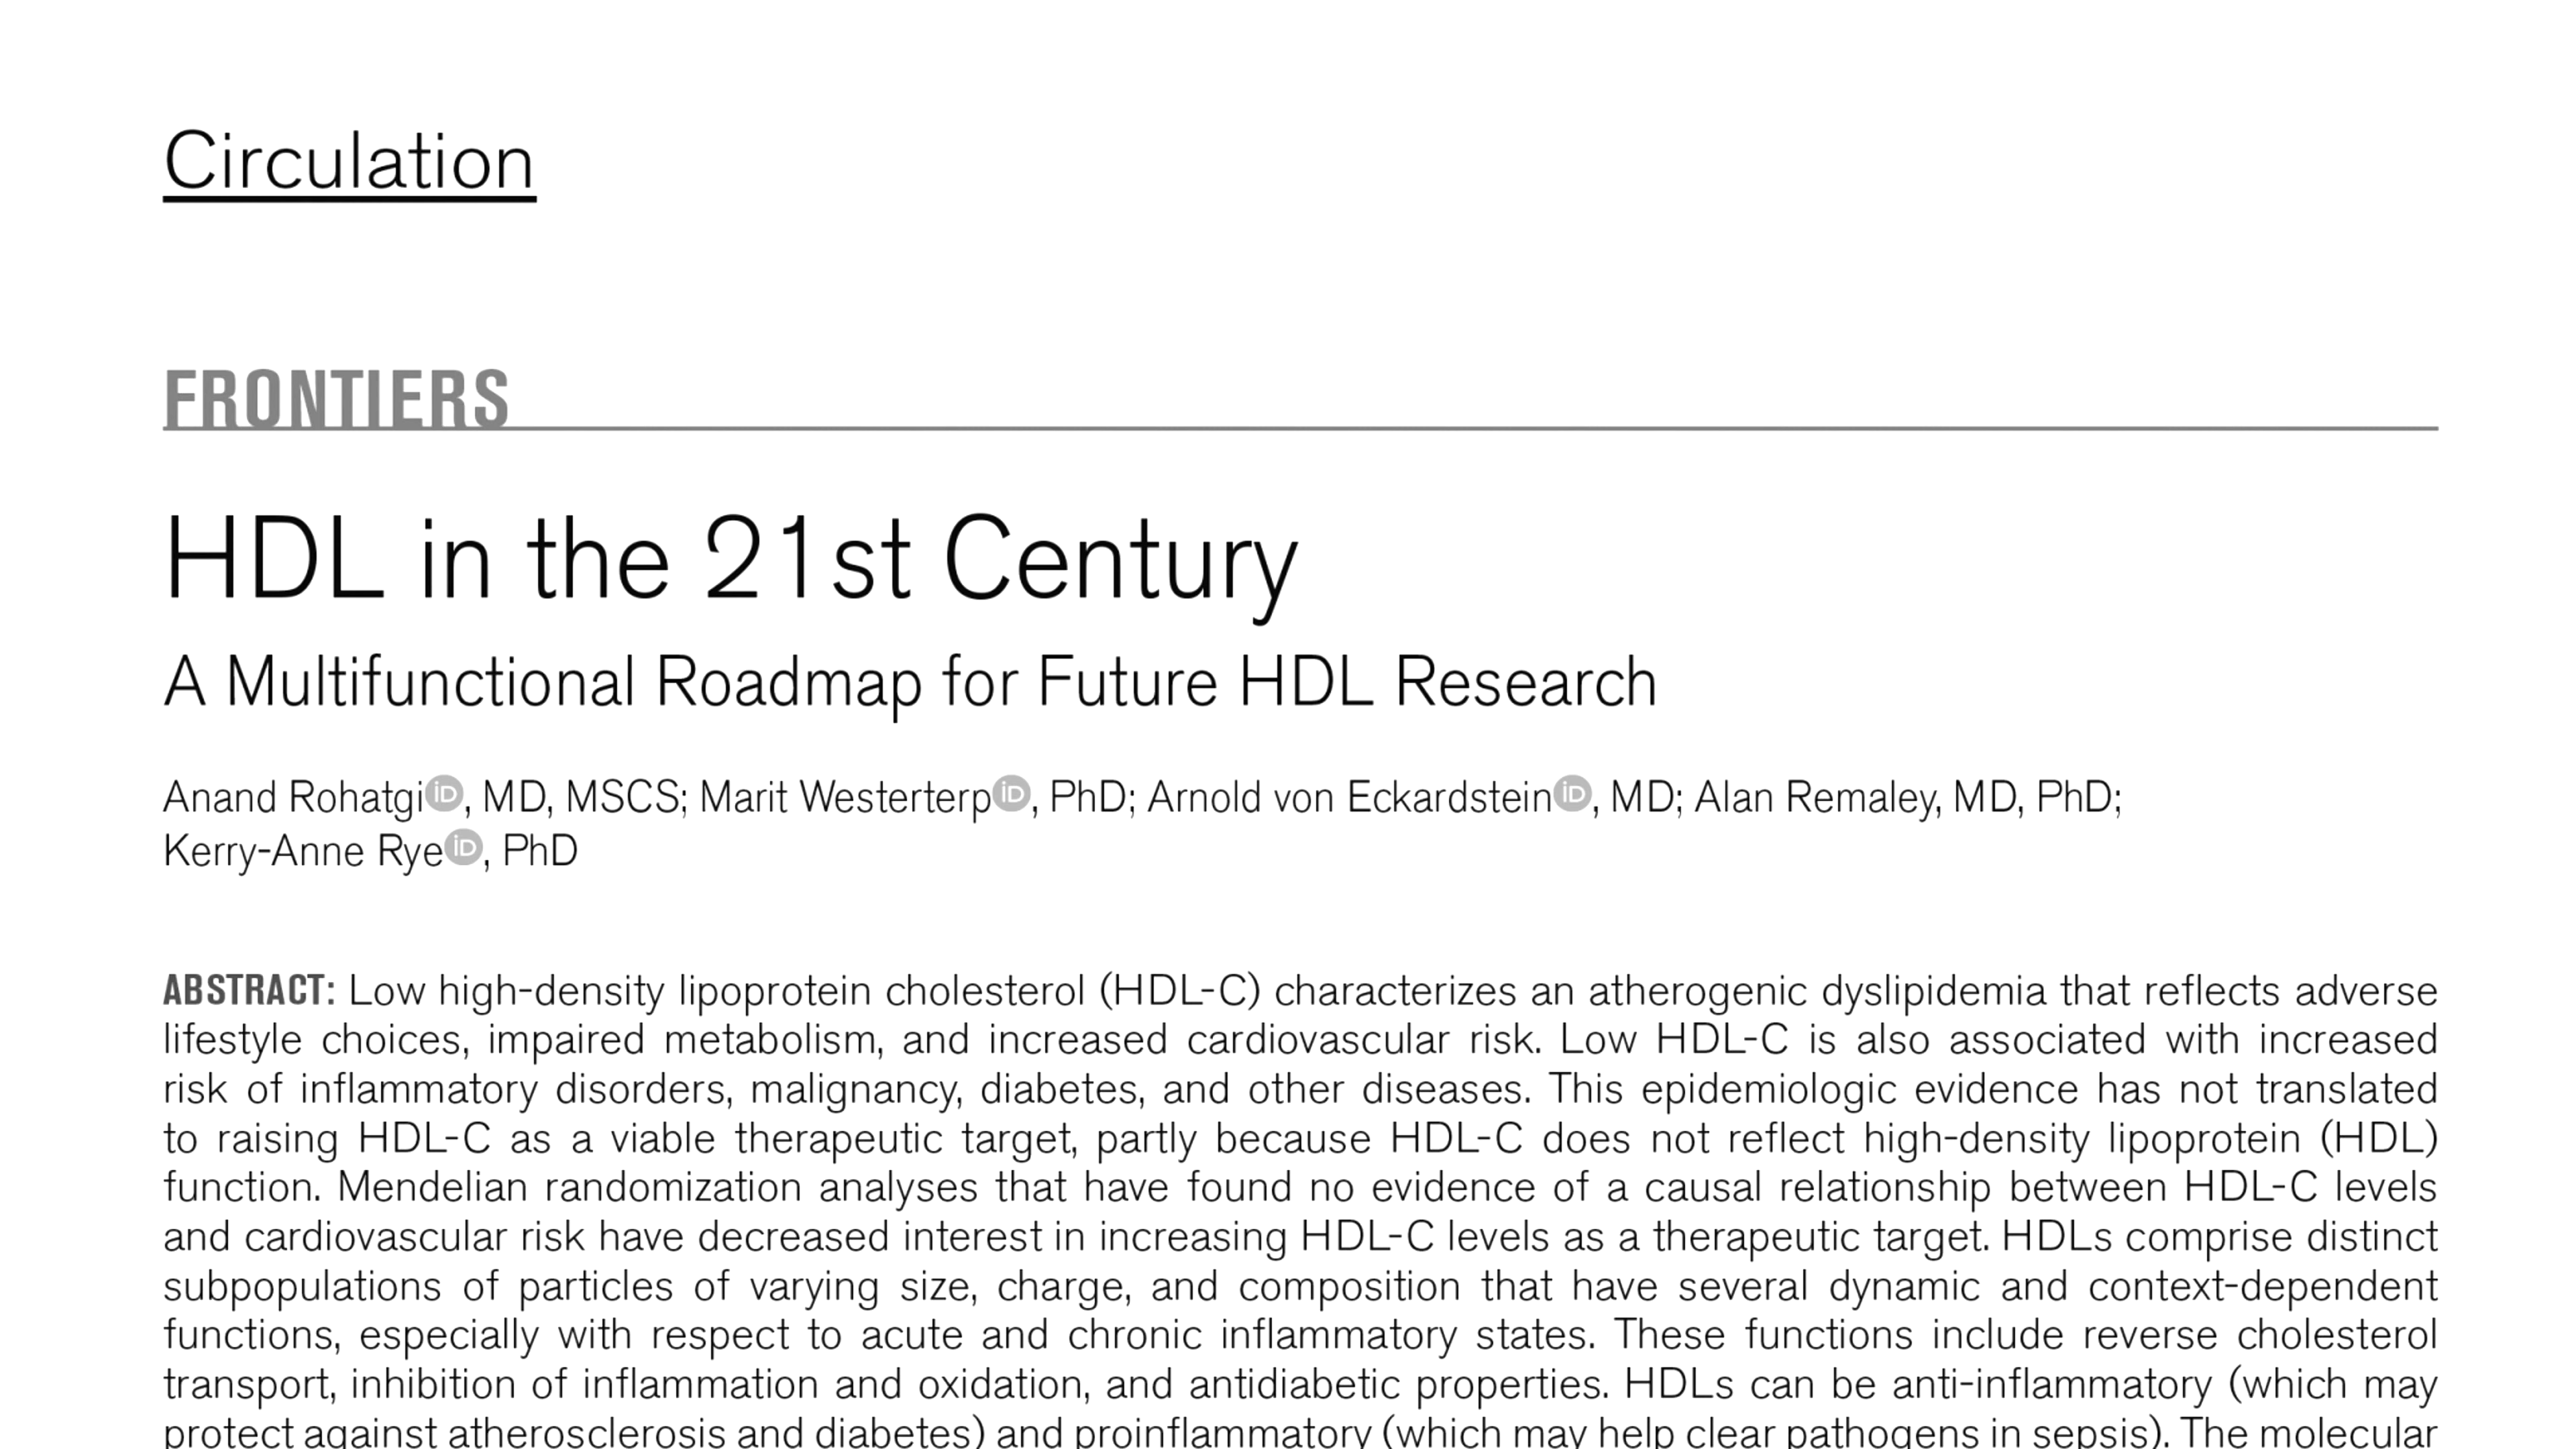 Circulation
FRONTIERS
HDL in the 21st Century
A Multifunctional Roadmap for Future HDL Research
Anand Rohatgi iD, MD, MSCS; Marit Westerterp iD, PhD; Arnold von Eckardstein iD, MD; Alan Remaley, MD, PhD;
Kerry-Anne Rye iD, PhD
ABSTRACT: Low high-density lipoprotein cholesterol (HDL-C) characterizes an atherogenic dyslipidemia that reflects adverse
lifestyle choices, impaired metabolism, and increased cardiovascular risk. Low HDL-C is also associated with increased
risk of inflammatory disorders, malignancy, diabetes, and other diseases. This epidemiologic evidence has not translated
to raising HDL-C as a viable therapeutic target, partly because HDL-C does not reflect high-density lipoprotein (HDL)
function. Mendelian randomization analyses that have found no evidence of a causal relationship between HDL-C levels
and cardiovascular risk have decreased interest in increasing HDL-C levels as a therapeutic target. HDLs comprise distinct
subpopulations of particles of varying size, charge, and composition that have several dynamic and context-dependent
functions, especially with respect to acute and chronic inflammatory states. These functions include reverse cholesterol
transport, inhibition of inflammation and oxidation, and antidiabetic properties. HDLs can be anti-inflammatory (which may
protect against atherosclerosis and diabetes) and proinflammatory (which may help clear pathogens in sepsis). The molecular